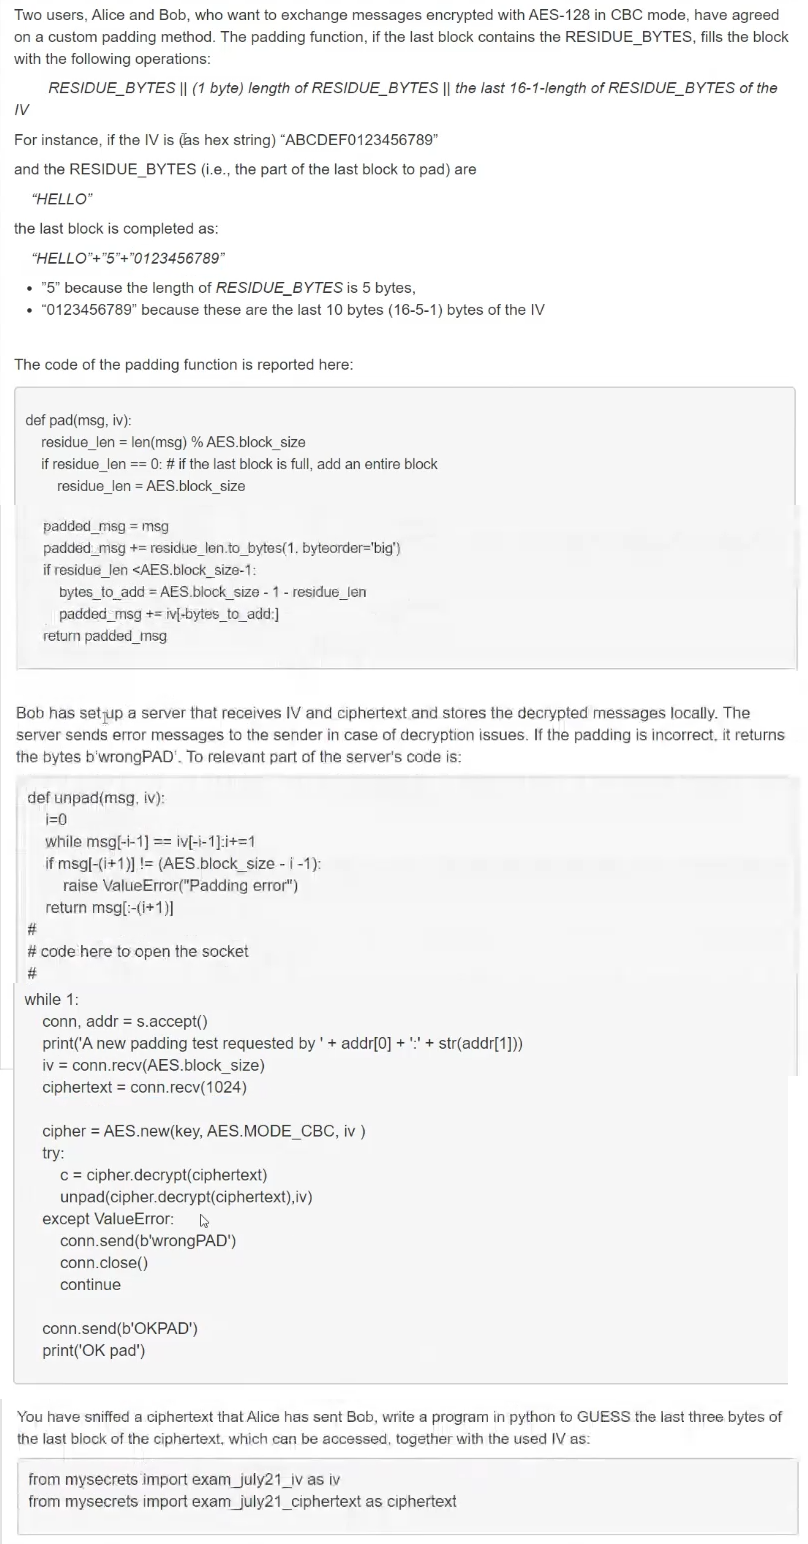 Two users, Alice and Bob, who want to exchange messages encrypted with AES-128 in CBC mode, have agreed
on a custom padding method. The padding function, if the last block contains the RESIDUE_BYTES, fills the block
with the following operations:
RESIDUE_BYTES || (1 byte) length of RESIDUE_BYTES || the last 16-1-length of RESIDUE_BYTES of the
IV
For instance, if the IV is (as hex string) “ABCDEF0123456789”
and the RESIDUE_BYTES (i.e., the part of the last block to pad) are
“HELLO”
the last block is completed as:
“HELLO”+”5”+”0123456789”
• ”5” because the length of RESIDUE_BYTES is 5 bytes,
• “0123456789” because these are the last 10 bytes (16-5-1) bytes of the IV
The code of the padding function is reported here:
def pad(msg, iv):
residue_len = len(msg) % AES.block_size
if residue_len == 0: # if the last block is full, add an entire block
residue_len = AES.block_size
padded_msg = msg
padded_msg += residue_len.to_bytes(1, byteorder='big')
if residue_len <AES.block_size-1:
bytes_to_add = AES.block_size - 1 - residue_len
padded_msg += iv[-bytes_to_add:]
return padded_msg
Bob has set up a server that receives IV and ciphertext and stores the decrypted messages locally. The
server sends error messages to the sender in case of decryption issues. If the padding is incorrect, it returns
the bytes b'wrongPAD'. To relevant part of the server's code is:
def unpad(msg, iv):
i=0
while msg[-i-1] == iv[-i-1]:i+=1
if msg[-(i+1)] != (AES.block_size - i -1):
raise ValueError("Padding error")
return msg[:-(i+1)]
#
# code here to open the socket
#
while 1:
conn, addr = s.accept()
print('A new padding test requested by ' + addr[0] + ':' + str(addr[1]))
iv = conn.recv(AES.block_size)
ciphertext = conn.recv(1024)
cipher = AES.new(key, AES.MODE_CBC, iv )
try:
c = cipher.decrypt(ciphertext)
unpad(cipher.decrypt(ciphertext),iv)
except ValueError:
conn.send(b'wrongPAD')
conn.close()
continue
conn.send(b'OKPAD')
print('OK pad')
You have sniffed a ciphertext that Alice has sent Bob, write a program in python to GUESS the last three bytes of
the last block of the ciphertext, which can be accessed, together with the used IV as:
from mysecrets import exam_july21_iv as iv
from mysecrets import exam_july21_ciphertext as ciphertext